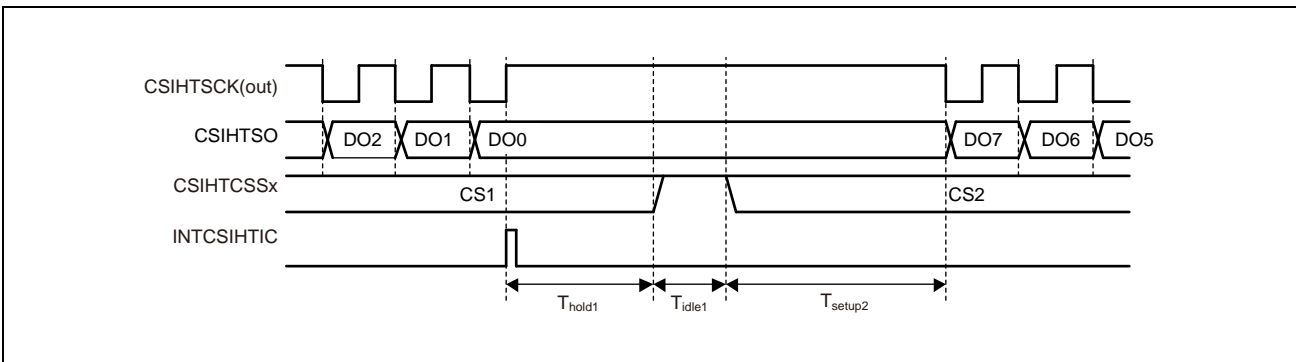 CSIHTSCK(out)
CSIHTSO DO2 DO1 DO0 DO7 DO6 DO5
CSIHTCSSx CS1 CS2
INTCSIHTIC
Thold1 Tidle1 Tsetup2